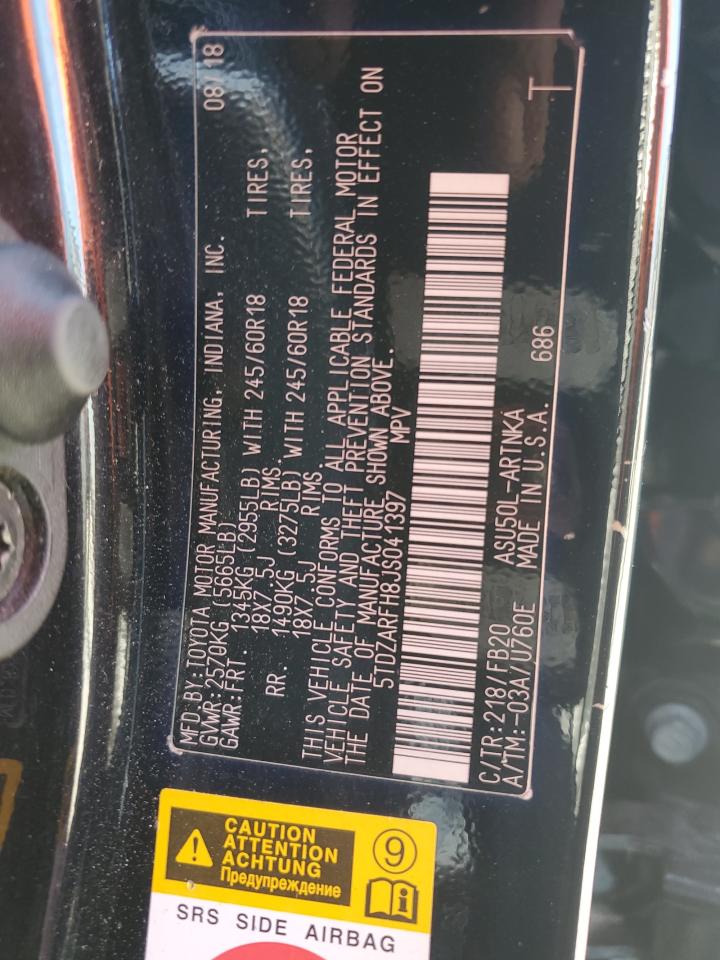 MFD.BY:TOYOTA MOTOR MANUFACTURING, INDIANA, INC. 08/18
GVWR:2570KG (5665LB)
GAWR:FRT. 1345KG (2955LB) WITH 245/60R18 TIRES,
18X7.5J RIMS.
RR. 1490KG (3275LB) WITH 245/60R18 TIRES,
18X7.5J RIMS.
THIS VEHICLE CONFORMS TO ALL APPLICABLE FEDERAL MOTOR
VEHICLE SAFETY AND THEFT PREVENTION STANDARDS IN EFFECT ON
THE DATE OF MANUFACTURE SHOWN ABOVE.
5TDZARFH8JS041397 MPV
C/TR:218/FB20 ASU50L-ARTNKA 686
A/TM:-03A/U760E MADE IN U.S.A.
T
CAUTION
ATTENTION
ACHTUNG
Предупреждение
9
SRS SIDE AIRBAG